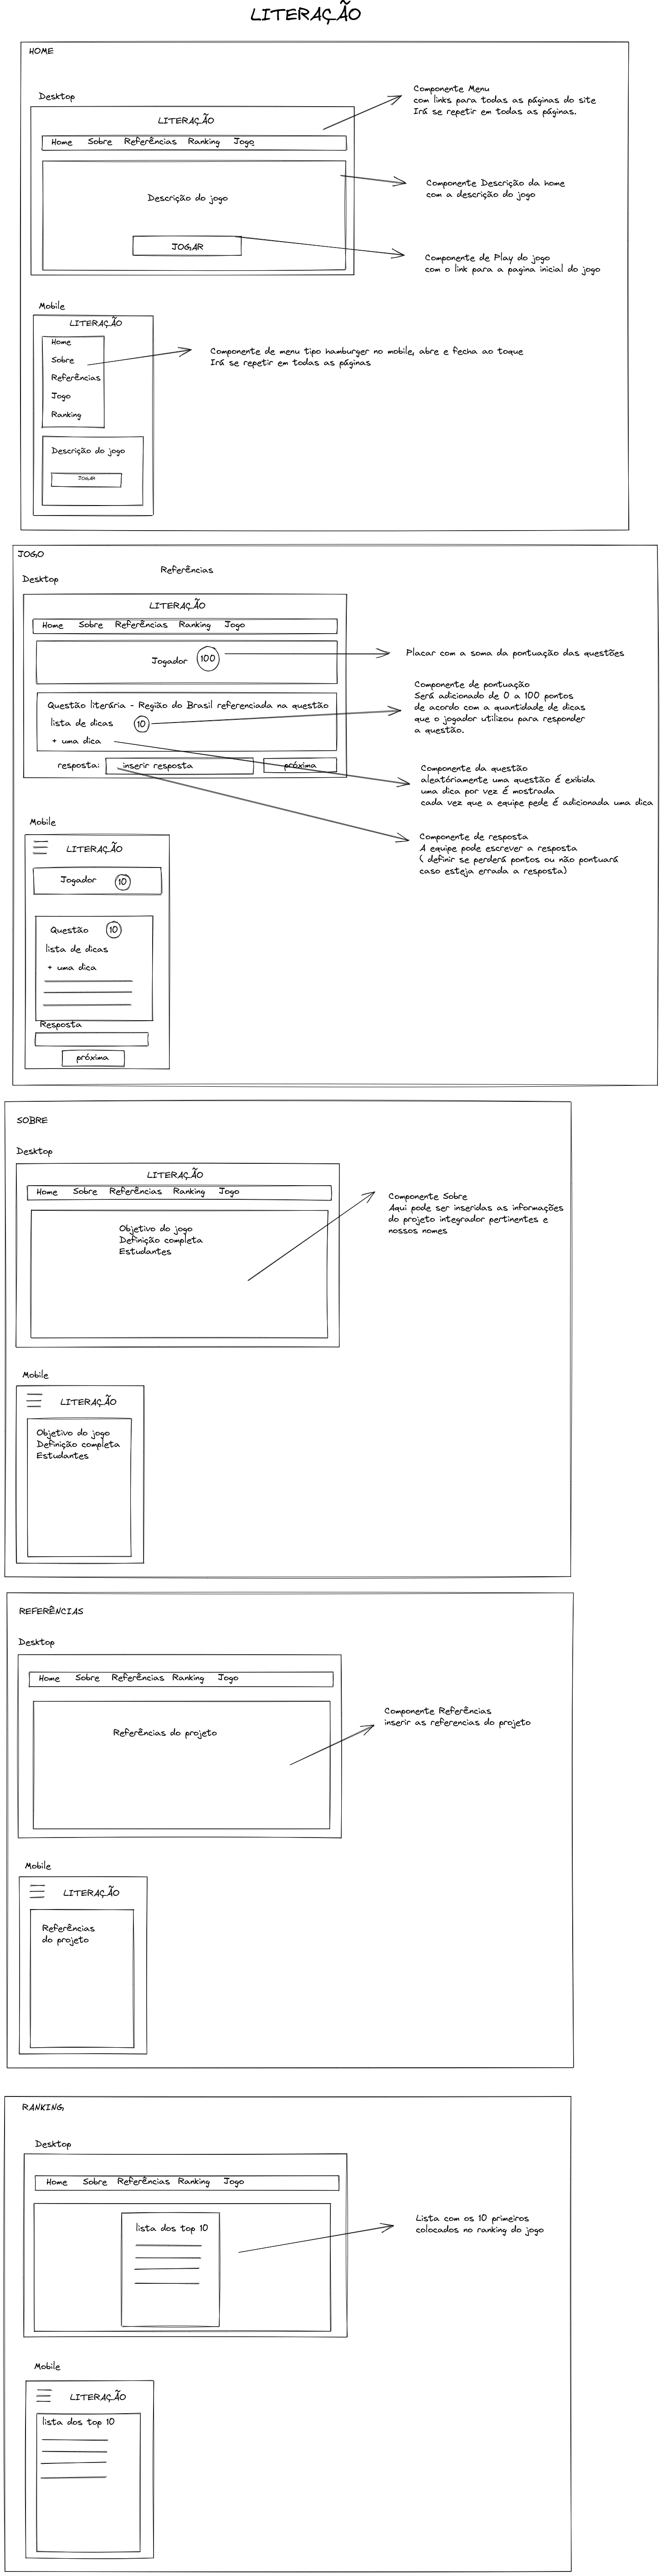 LITERAÇÃO
HOME
Desktop
LITERAÇÃO
Home Sobre Referências Ranking Jogo
Descrição do jogo
JOGAR
Componente Menu
com links para todas as páginas do site
Irá se repetir em todas as páginas.
Componente Descrição da home
com a descrição do jogo
Componente de Play do jogo
com o link para a pagina inicial do jogo
Mobile
LITERAÇÃO
Home
Sobre
Referências
Jogo
Ranking
Descrição do jogo
JOGAR
Componente de menu tipo hamburger no mobile, abre e fecha ao toque
Irá se repetir em todas as páginas
JOGO
Referências
Desktop
LITERAÇÃO
Home Sobre Referências Ranking Jogo
Jogador 100
Questão literária - Região do Brasil referenciada na questão
lista de dicas 10
+ uma dica
resposta: inserir resposta próxima
Placar com a soma da pontuação das questões
Componente de pontuação
Será adicionado de 0 a 100 pontos
de acordo com a quantidade de dicas
que o jogador utilizou para responder
a questão.
Componente da questão
aleatóriamente uma questão É exibida
uma dica por vez É mostrada
cada vez que a equipe pede É adicionada uma dica
Componente de resposta
A equipe pode escrever a resposta
( definir se perderá pontos ou não pontuará
caso esteja errada a resposta)
Mobile
LITERAÇÃO
Jogador 10
Questão 10
lista de dicas
+ uma dica
Resposta
próxima
SOBRE
Desktop
LITERAÇÃO
Home Sobre Referências Ranking Jogo
Objetivo do jogo
Definição completa
Estudantes
Componente Sobre
Aqui pode ser inseridas as informações
do projeto integrador pertinentes e
nossos nomes
Mobile
LITERAÇÃO
Objetivo do jogo
Definição completa
Estudantes
REFERÊNCIAS
Desktop
Home Sobre Referências Ranking Jogo
Referências do projeto
Componente Referências
inserir as referencias do projeto
Mobile
LITERAÇÃO
Referências
do projeto
RANKING
Desktop
Home Sobre Referências Ranking Jogo
lista dos top 10
Lista com os 10 primeiros
colocados no ranking do jogo
Mobile
LITERAÇÃO
lista dos top 10